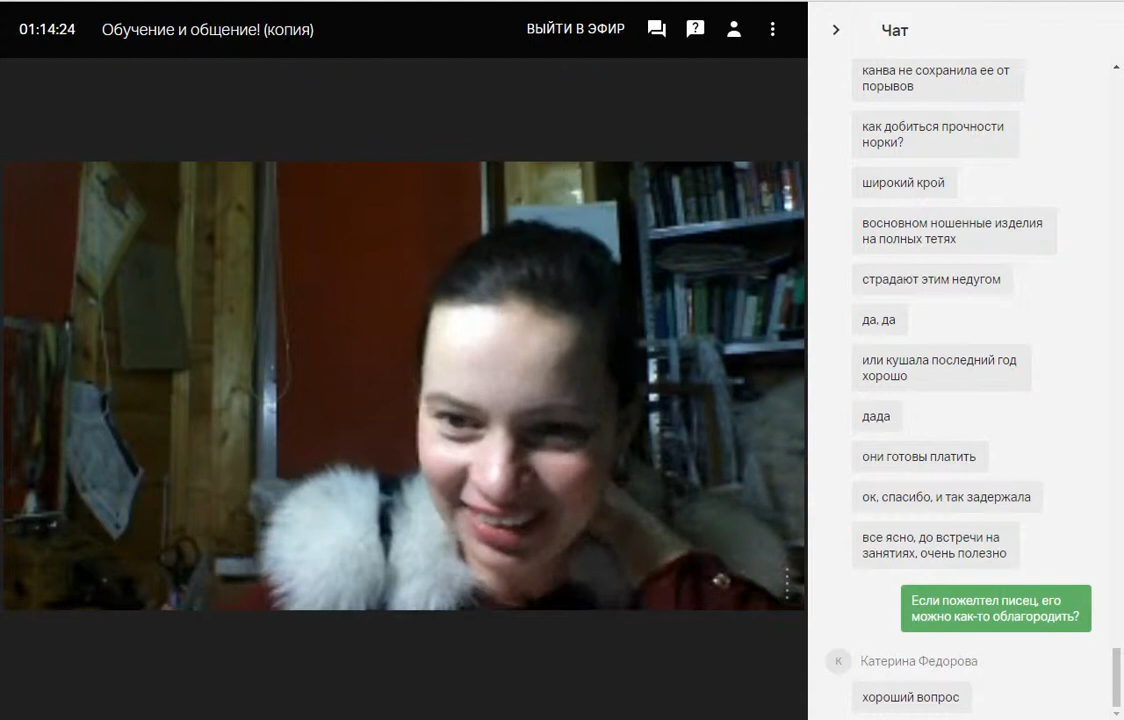 01:14:24 Обучение и общение! (копия) ВЫЙТИ В ЭФИР
Чат
канва не сохранила ее от
порывов
как добиться прочности
норки?
широкий крой
восновном ношенные изделия
на полных тетях
страдают этим недугом
да, да
или кушала последний год
хорошо
дада
они готовы платить
ок, спасибо, и так задержала
все ясно, до встречи на
занятиях, очень полезно
Если пожелтел писец, его
можно как-то облагородить?
К Катерина Федорова
хороший вопрос